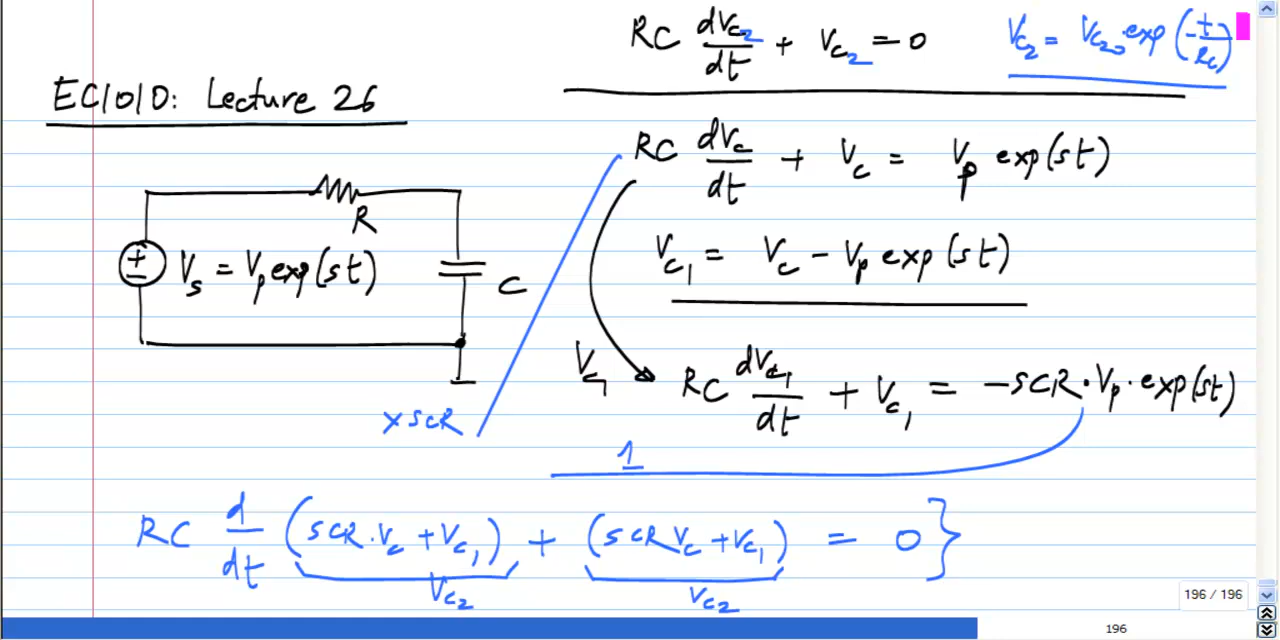 RC dVc2/dt + Vc2 = 0
Vc2 = Vc20 · exp(-t/RC)
EC1010: Lecture 26
RC dVc/dt + Vc = Vp exp(st)
R
Vc1 = Vc - Vp exp(st)
+
-
Vs = Vp exp(st)
C
Vc1
RC dVc1/dt + Vc1 = -sCR · Vp · exp(st)
×sCR
1
RC d/dt (sCR · Vc + Vc1) + (sCR Vc + Vc1) = 0 }
Vc2
Vc2
196 / 196
196